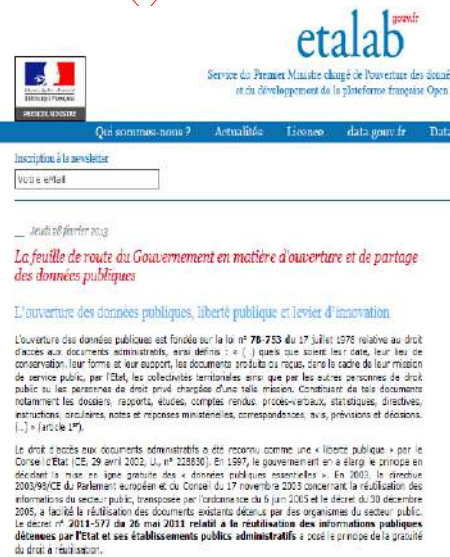 gouv.fr
etalab
Service du Premier Ministre chargé de l'ouverture des donné
et du développement de la plateforme française Open
PREMIER MINISTRE
Qui sommes-nous ? Actualités Licence data.gouv.fr Data
Inscription à la newsletter
Votre eMail
Jeudi 28 février 2013
La feuille de route du Gouvernement en matière d'ouverture et de partage
des données publiques
L'ouverture des données publiques, liberté publique et levier d'innovation
L'ouverture des données publiques est fondée sur la loi n° 78-753 du 17 juillet 1978 relative au droit
d'accès aux documents administratifs, ainsi définis : « (...) quels que soient leur date, leur lieu de
conservation, leur forme et leur support, les documents produits ou reçus, dans le cadre de leur mission
de service public, par l'Etat, les collectivités territoriales ainsi que par les autres personnes de droit
public ou les personnes de droit privé chargées d'une telle mission. Constituent de tels documents
notamment les dossiers, rapports, études, comptes rendus, procès-verbaux, statistiques, directives,
instructions, circulaires, notes et réponses ministérielles, correspondances, avis, prévisions et décisions.
(...) » (article 1er).
Le droit d'accès aux documents administratifs a été reconnu comme une « liberté publique » par le
Conseil d'Etat (CE, 29 avril 2002, U., n° 228830). En 1997, le gouvernement en a élargi le principe en
décidant la mise en ligne gratuite des « données publiques essentielles ». En 2003, la directive
2003/98/CE du Parlement européen et du Conseil du 17 novembre 2003 concernant la réutilisation des
informations du secteur public, transposée par l'ordonnance du 6 juin 2005 et le décret du 30 décembre
2005, a facilité la réutilisation des documents existants détenus par des organismes du secteur public.
Le décret n° 2011-577 du 26 mai 2011 relatif à la réutilisation des informations publiques
détenues par l'Etat et ses établissements publics administratifs a posé le principe de la gratuité
du droit à réutilisation.